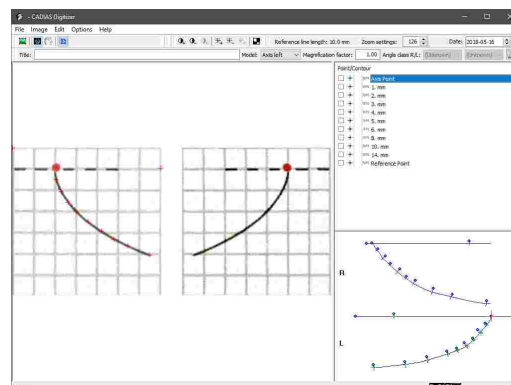 – CADIAS Digitizer
File Image Edit Options Help
Reference line length: 10.0 mm Zoom settings: 126 Date: 2018-05-16
Title: Model: Axis left Magnification factor: 1.00 Angle class R/L: (Unknown) (Unknown)
Point/Contour
Axis Point
1. mm
2. mm
3. mm
4. mm
5. mm
6. mm
8. mm
10. mm
14. mm
Reference Point
R
L